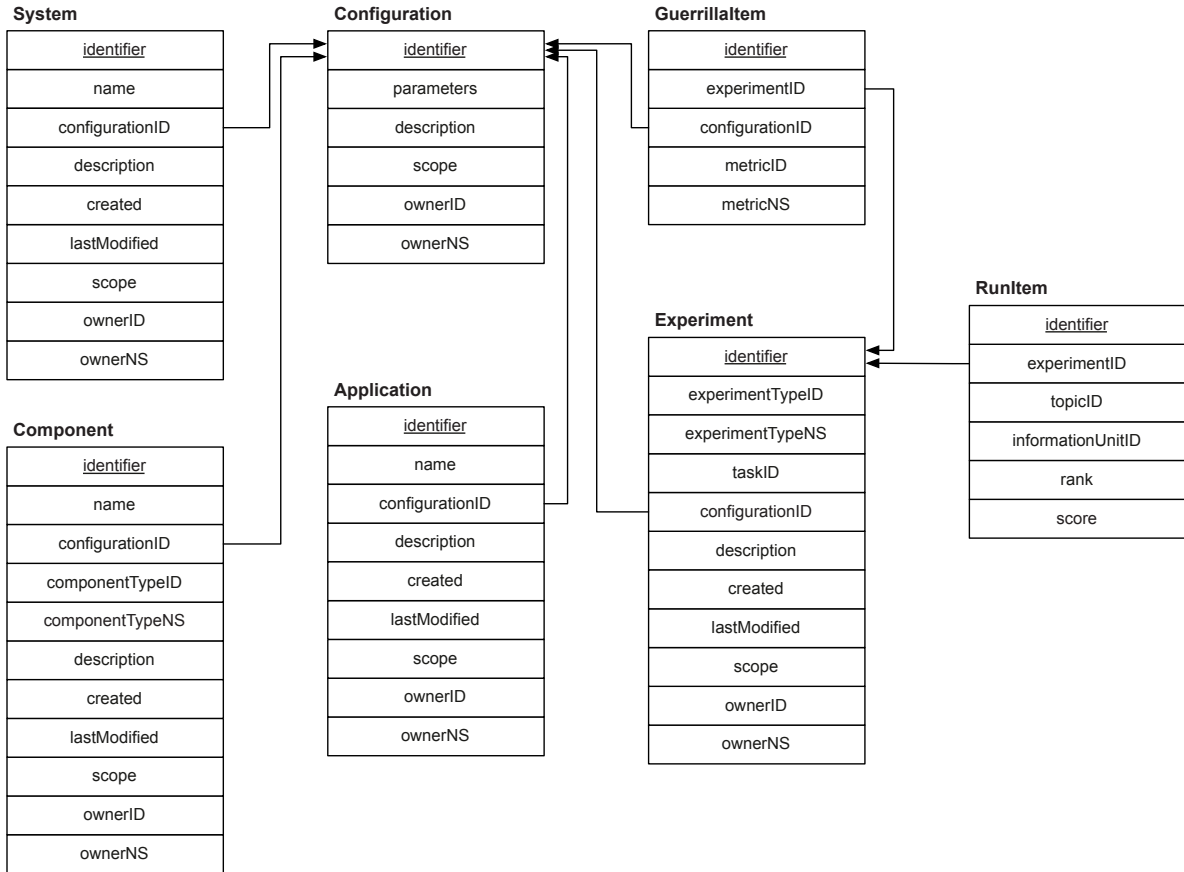 System
identifier
name
configurationID
description
created
lastModified
scope
ownerID
ownerNS
Component
identifier
name
configurationID
componentTypeID
componentTypeNS
description
created
lastModified
scope
ownerID
ownerNS
Configuration
identifier
parameters
description
scope
ownerID
ownerNS
Application
identifier
name
configurationID
description
created
lastModified
scope
ownerID
ownerNS
GuerrillaItem
identifier
experimentID
configurationID
metricID
metricNS
Experiment
identifier
experimentTypeID
experimentTypeNS
taskID
configurationID
description
created
lastModified
scope
ownerID
ownerNS
RunItem
identifier
experimentID
topicID
informationUnitID
rank
score